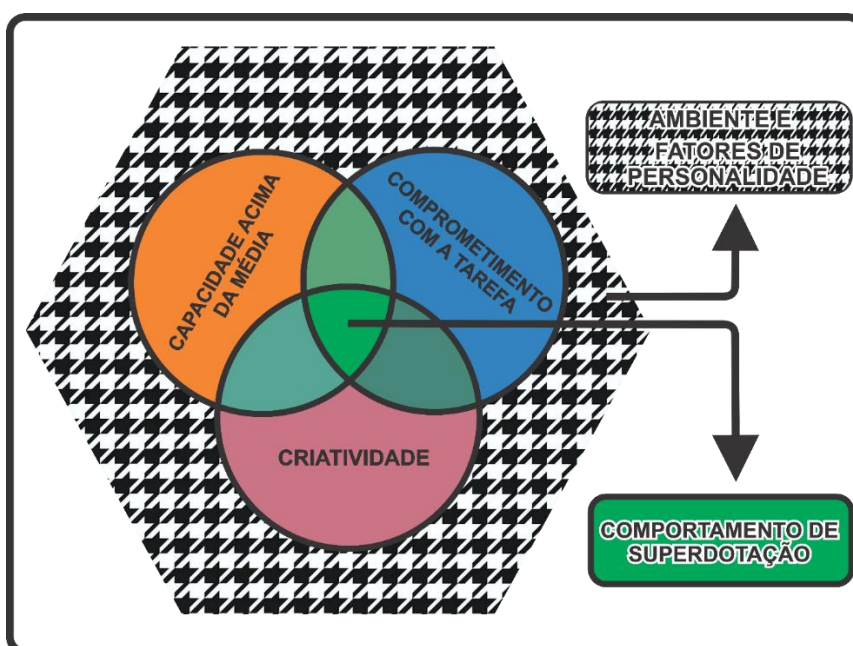 CAPACIDADE ACIMA
DA MÉDIA
COMPROMETIMENTO
COM A TAREFA
CRIATIVIDADE
AMBIENTE E
FATORES DE
PERSONALIDADE
COMPORTAMENTO DE
SUPERDOTAÇÃO